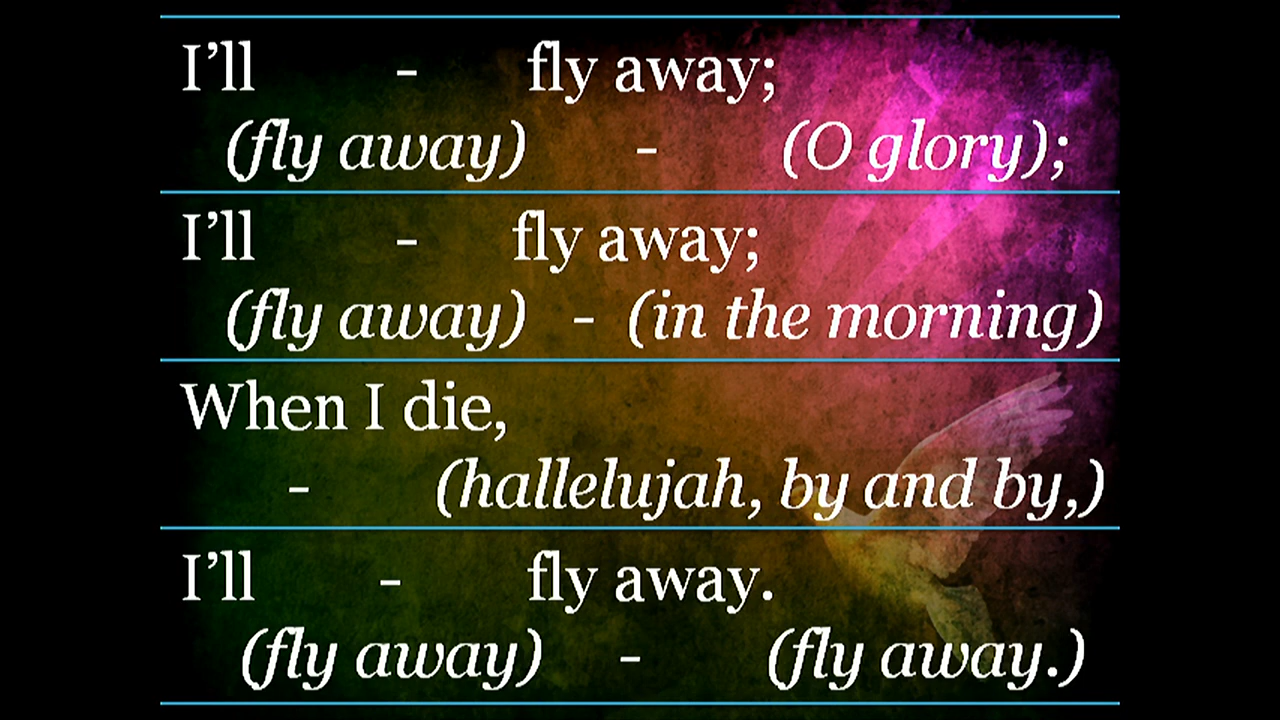 I’ll - fly away;
(fly away) - (O glory);
I’ll - fly away;
(fly away) - (in the morning)
When I die,
- (hallelujah, by and by,)
I’ll - fly away.
(fly away) - (fly away.)